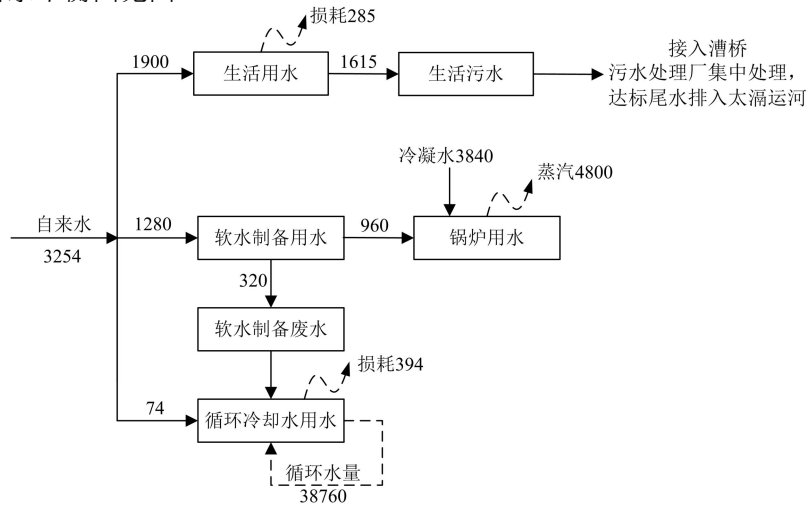 损耗285
1900
生活用水
1615
生活污水
接入漕桥
污水处理厂集中处理，
达标尾水排入太滆运河
冷凝水3840
蒸汽4800
自来水
3254
1280
软水制备用水
960
锅炉用水
320
软水制备废水
损耗394
74
循环冷却水用水
循环水量
38760